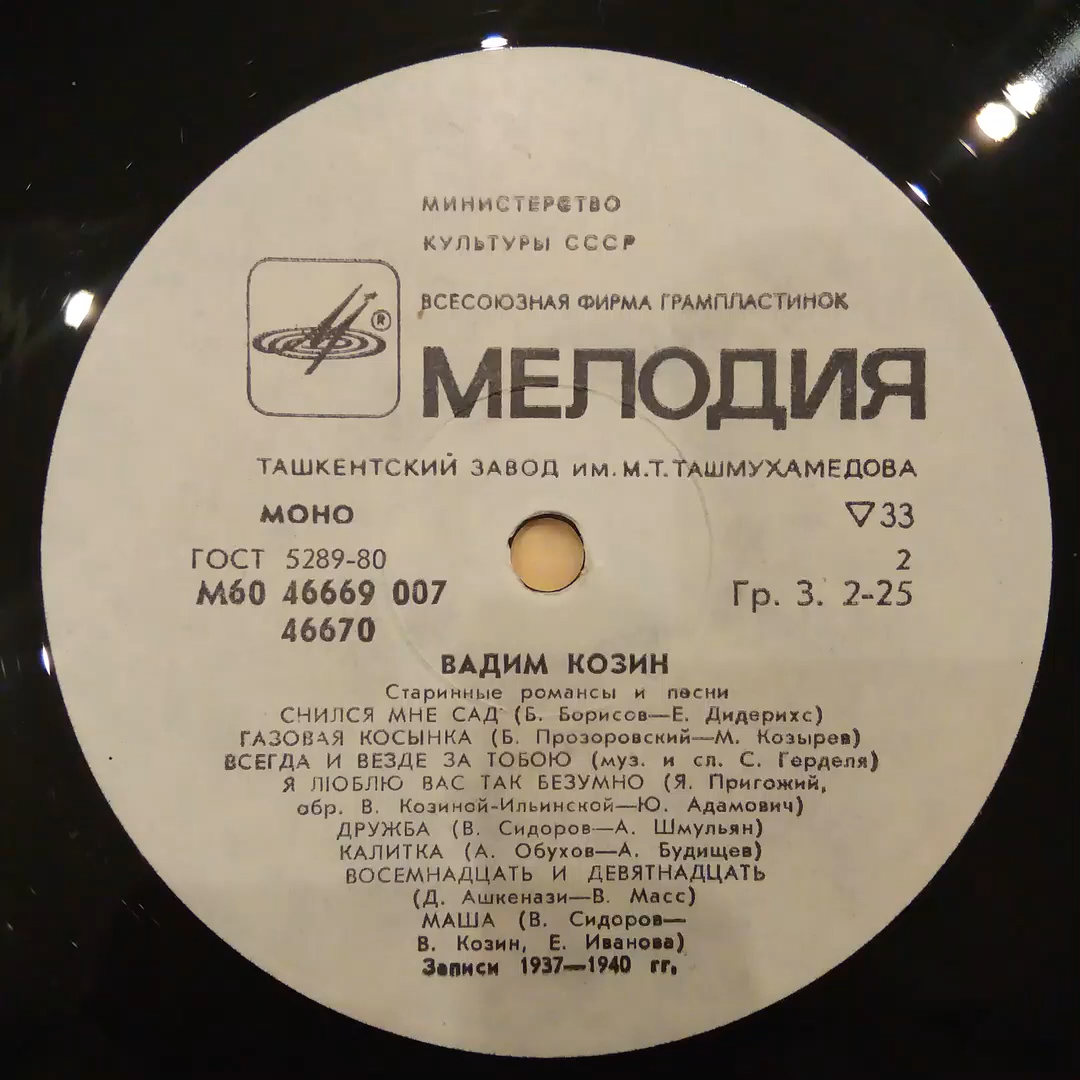 МИНИСТЕРСТВО
КУЛЬТУРЫ СССР
ВСЕСОЮЗНАЯ ФИРМА ГРАМПЛАСТИНОК
®
МЕЛОДИЯ
ТАШКЕНТСКИЙ ЗАВОД ИМ. М.Т. ТАШМУХАМЕДОВА
МОНО ▽33
ГОСТ 5289-80 2
М60 46669 007 Гр. 3. 2-25
46670
ВАДИМ КОЗИН
Старинные романсы и песни
СНИЛСЯ МНЕ САД (Б. Борисов—Е. Дидерихс)
ГАЗОВАЯ КОСЫНКА (Б. Прозоровский—М. Козырев)
ВСЕГДА И ВЕЗДЕ ЗА ТОБОЮ (муз. и сл. С. Герделя)
Я ЛЮБЛЮ ВАС ТАК БЕЗУМНО (Я. Пригожий,
обр. В. Козиной-Ильинской—Ю. Адамович)
ДРУЖБА (В. Сидоров—А. Шмульян)
КАЛИТКА (А. Обухов—А. Будищев)
ВОСЕМНАДЦАТЬ И ДЕВЯТНАДЦАТЬ
(Д. Ашкенази—В. Масс)
МАША (В. Сидоров—
В. Козин, Е. Иванова)
Записи 1937—1940 гг.